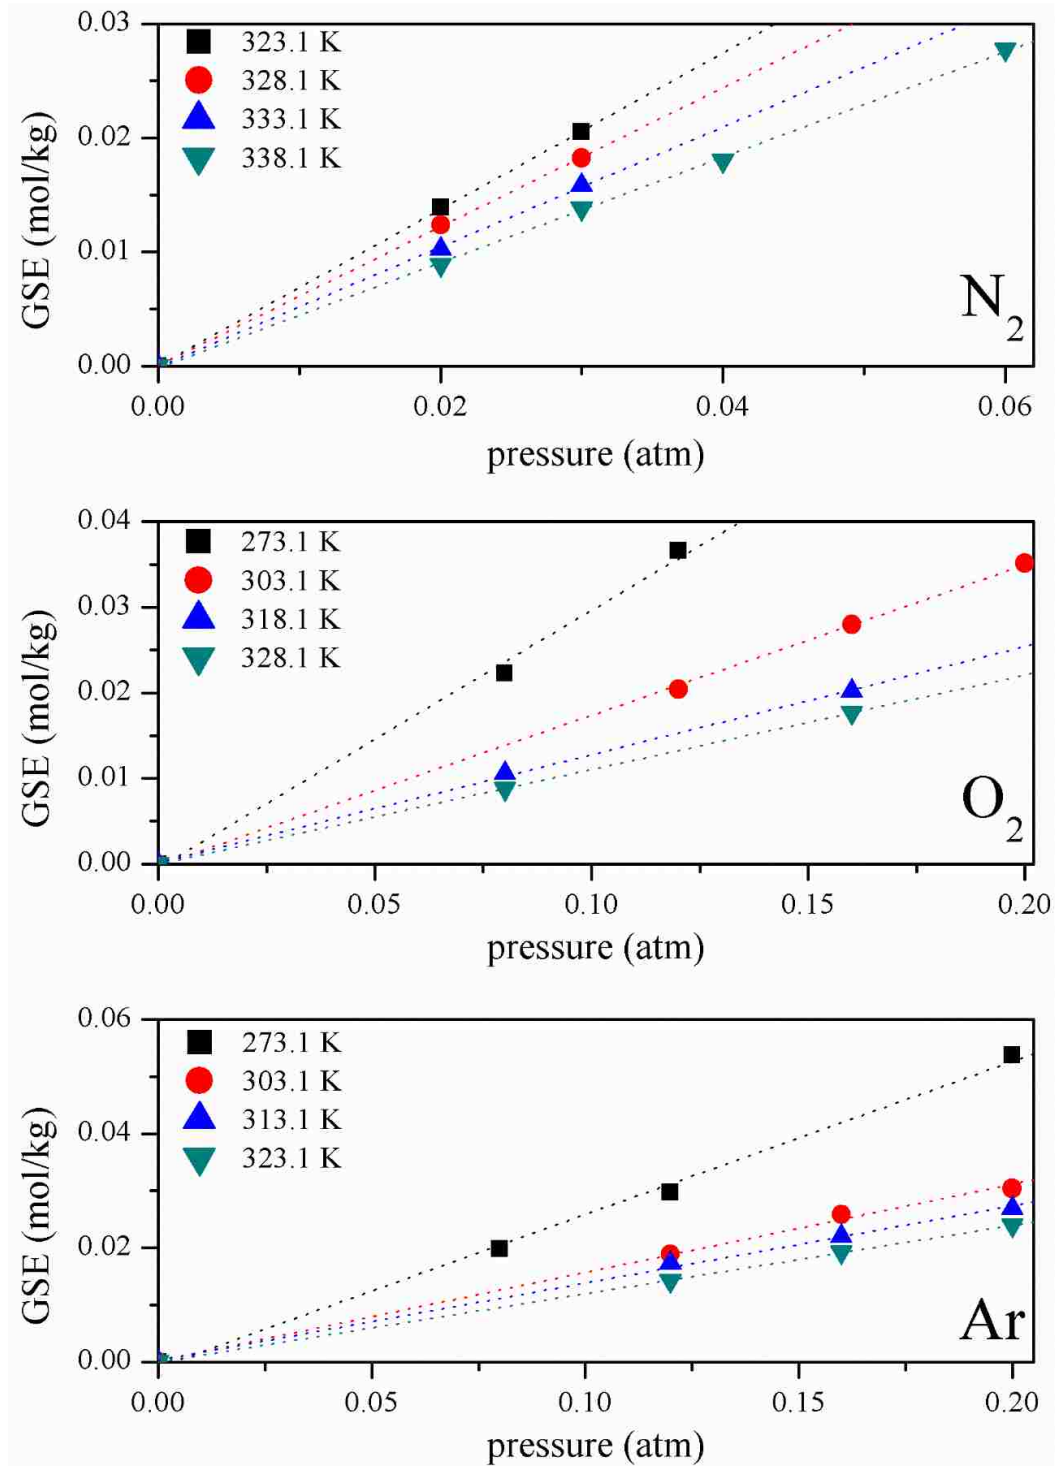 0.03
323.1 K
328.1 K
333.1 K
338.1 K
0.02
0.01
0.00
GSE (mol/kg)
N2
0.00 0.02 0.04 0.06
pressure (atm)
0.04
273.1 K
303.1 K
318.1 K
328.1 K
0.03
0.02
0.01
0.00
GSE (mol/kg)
O2
0.00 0.05 0.10 0.15 0.20
pressure (atm)
0.06
273.1 K
303.1 K
313.1 K
323.1 K
0.04
0.02
0.00
GSE (mol/kg)
Ar
0.00 0.05 0.10 0.15 0.20
pressure (atm)